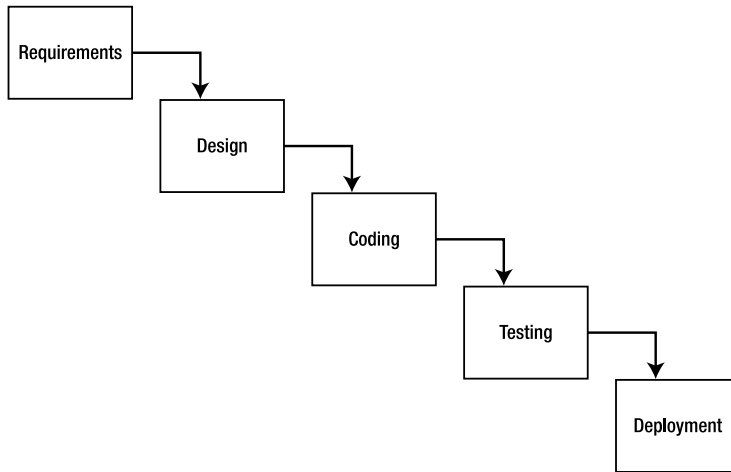 Requirements
Design
Coding
Testing
Deployment